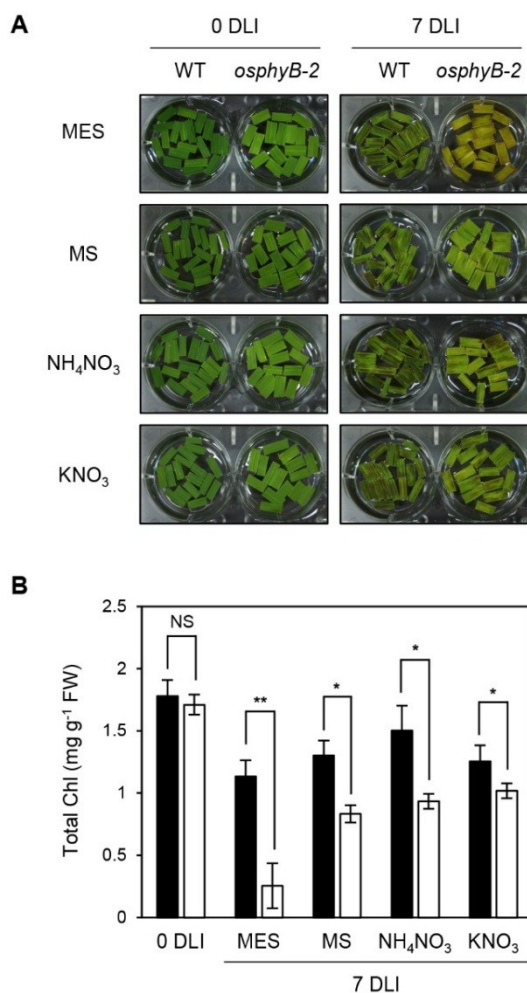 A
0 DLI 7 DLI
WT osphyB-2 WT osphyB-2
MES
MS
NH₄NO₃
KNO₃
B
Total Chl (mg g⁻¹ FW)
2.5
2
1.5
1
0.5
0
NS
**
*
*
*
0 DLI MES MS NH₄NO₃ KNO₃
7 DLI